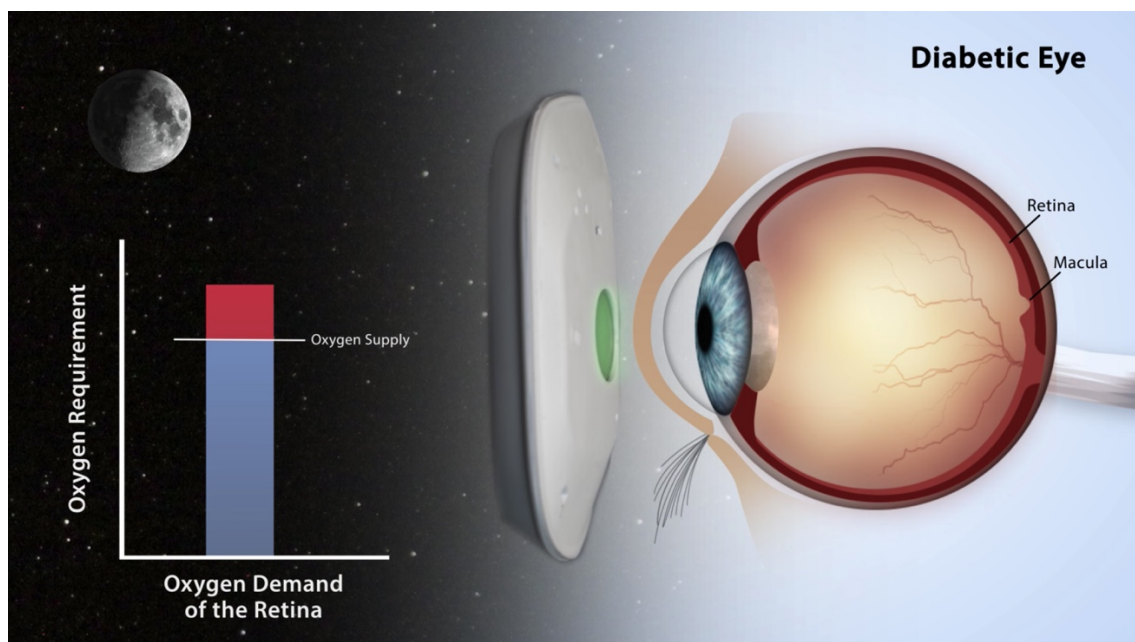 Diabetic Eye
Retina
Macula
Oxygen Requirement
Oxygen Supply
Oxygen Demand
of the Retina